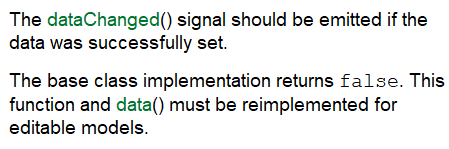 The dataChanged() signal should be emitted if the
data was successfully set.
The base class implementation returns false. This
function and data() must be reimplemented for
editable models.